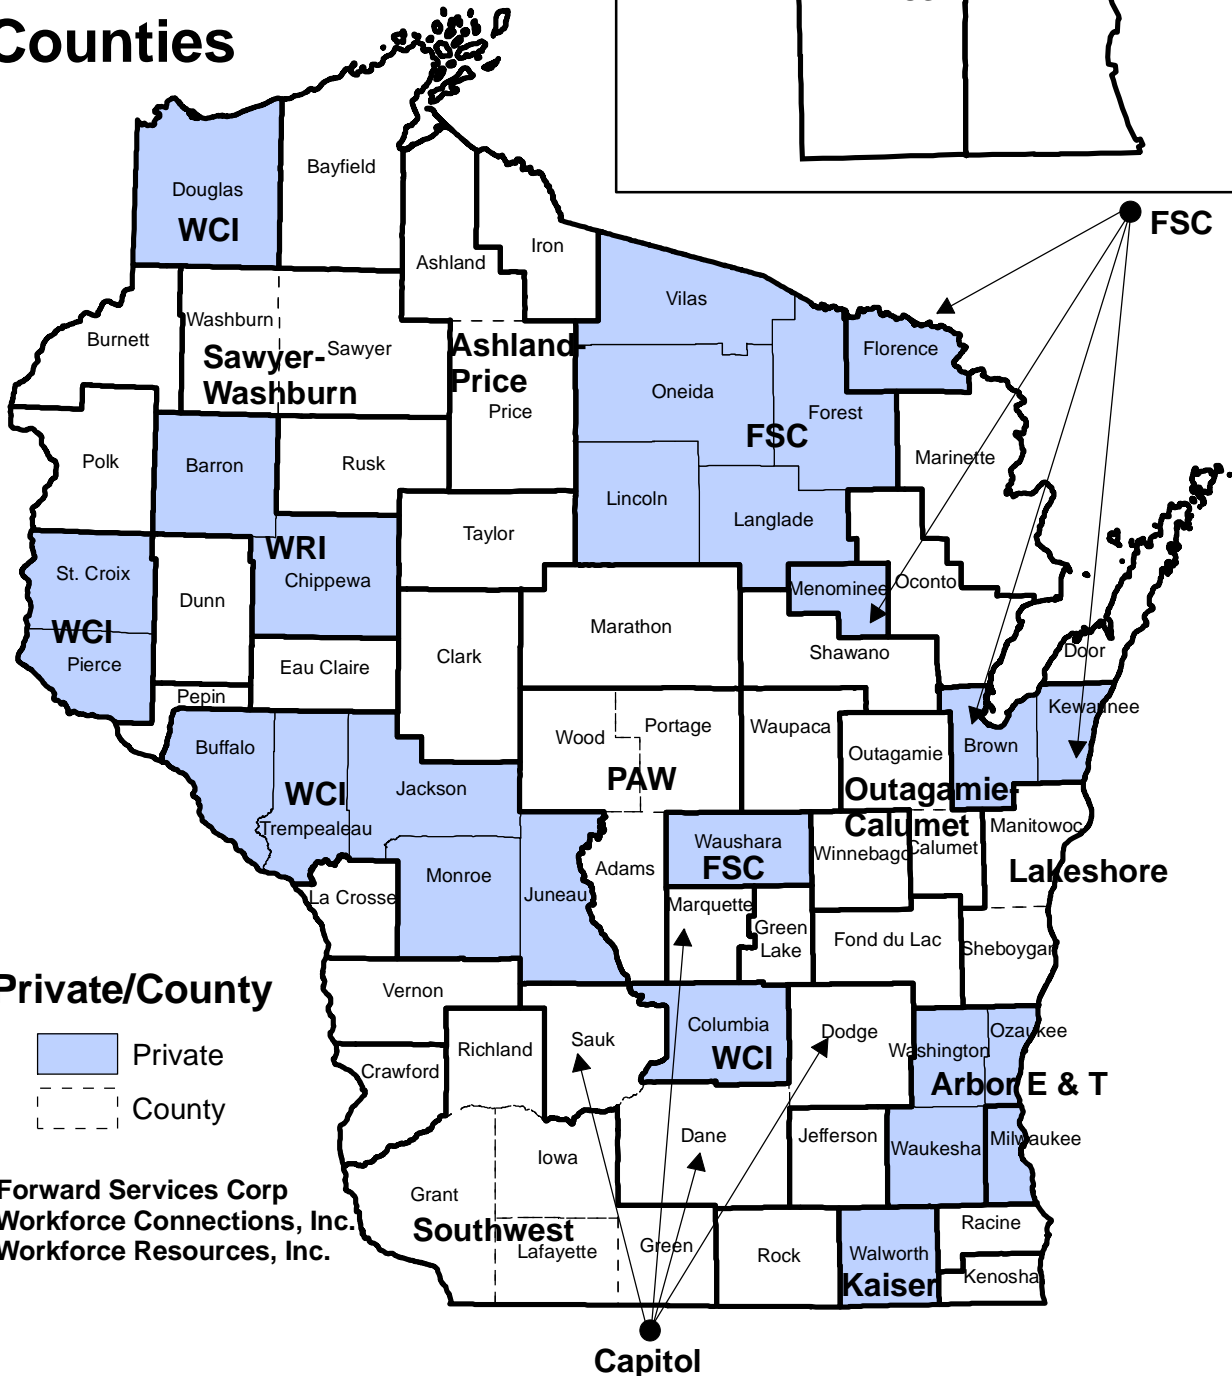 Counties
Bayfield
Douglas
WCI
FSC
Iron
Ashland
Vilas
Washburn
Burnett
Sawyer
Sawyer-
Washburn
Ashland-
Price
Price
Florence
Oneida
Forest
FSC
Marinette
Polk
Barron
Rusk
Lincoln
Langlade
Taylor
WRI
Chippewa
St. Croix
Dunn
Menominee
Oconto
WCI
Pierce
Marathon
Clark
Eau Claire
Shawano
Door
Pepin
Kewaunee
Buffalo
Wood
Portage
Waupaca
Outagamie
Brown
PAW
WCI
Jackson
Outagamie-
Calumet
Trempealeau
Manitowoc
Waushara
FSC
Winnebago
Calumet
Lakeshore
Monroe
Juneau
Adams
La Crosse
Marquette
Green
Lake
Fond du Lac
Sheboygan
Private/County
Vernon
Private
County
Columbia
WCI
Dodge
Ozaukee
Washington
Arbor E & T
Richland
Sauk
Crawford
Dane
Jefferson
Waukesha
Milwaukee
Iowa
Grant
Southwest
Lafayette
Green
Rock
Walworth
Kaiser
Racine
Kenosha
Forward Services Corp
Workforce Connections, Inc.
Workforce Resources, Inc.
Capitol